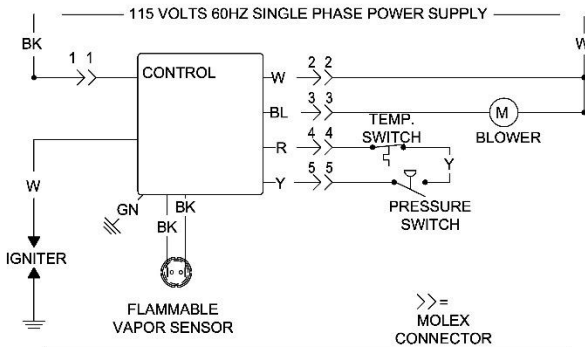 115 VOLTS 60HZ SINGLE PHASE POWER SUPPLY
BK
W
1 1
CONTROL
W
2 2
BL
3 3
M
BLOWER
TEMP.
SWITCH
R
4 4
Y
Y
5 5
PRESSURE
SWITCH
W
GN
BK
BK
IGNITER
FLAMMABLE
VAPOR SENSOR
>>=
MOLEX
CONNECTOR